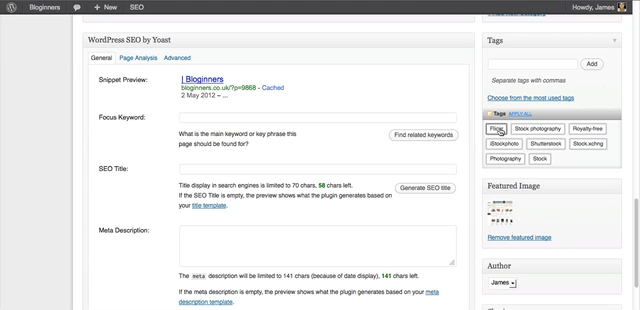 Bloginners
+ New
SEO
Howdy, James
WordPress SEO by Yoast
General
Page Analysis
Advanced
Snippet Preview:
| Bloginners
bloginners.co.uk/?p=9868 - Cached
2 May 2012 – ...
Focus Keyword:
What is the main keyword or key phrase this
page should be found for?
Find related keywords
SEO Title:
Title display in search engines is limited to 70 chars, 58 chars left.
If the SEO Title is empty, the preview shows what the plugin generates based on
your title template.
Generate SEO title
Meta Description:
The meta description will be limited to 141 chars (because of date display), 141 chars left.
If the meta description is empty, the preview shows what the plugin generates based on your meta
description template.
Tags
Add
Separate tags with commas
Choose from the most used tags
Tags APPLY ALL
Flickr
Stock photography
Royalty-free
iStockphoto
Shutterstock
Stock.xchng
Photography
Stock
Featured Image
Remove featured image
Author
James